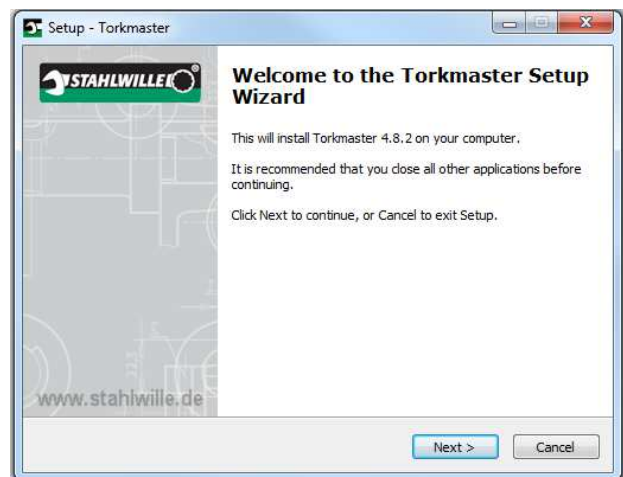 Setup - Torkmaster
STAHLWILLE
Welcome to the Torkmaster Setup
Wizard
This will install Torkmaster 4.8.2 on your computer.
It is recommended that you close all other applications before
continuing.
Click Next to continue, or Cancel to exit Setup.
www.stahlwille.de
Next >
Cancel